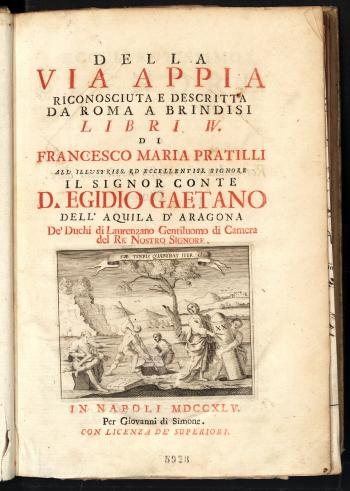 DELLA
VIA APPIA
RICONOSCIUTA E DESCRITTA
DA ROMA A BRINDISI
LIBRI IV.
DI
FRANCESCO MARIA PRATILLI
ALL' ILLUSTRISS. ED ECCELLENTISS. SIGNORE
IL SIGNOR CONTE
D. EGIDIO GAETANO
DELL' AQUILA D' ARAGONA
De' Duchi di Laurenzano Gentiluomo di Camera
del RE NOSTRO SIGNORE.
ITER
IN NAPOLI MDCCXLV.
Per Giovanni di Simone.
CON LICENZA DE' SUPERIORI.